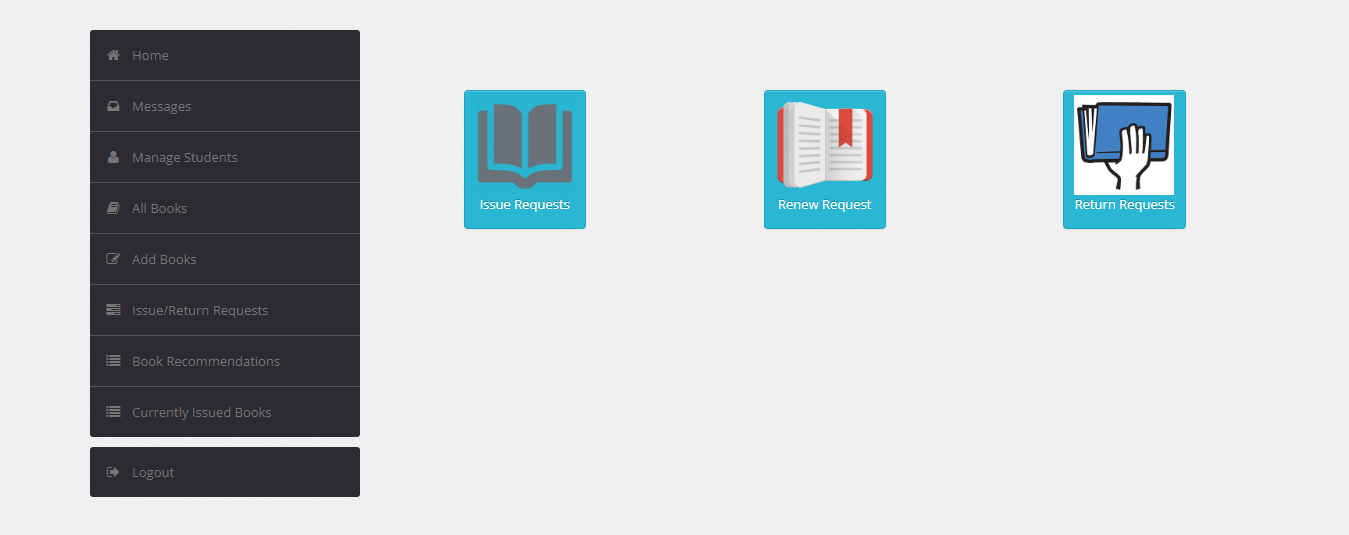 Home
Messages
Manage Students
All Books
Add Books
Issue/Return Requests
Book Recommendations
Currently Issued Books
Logout
Issue Requests
Renew Request
Return Requests